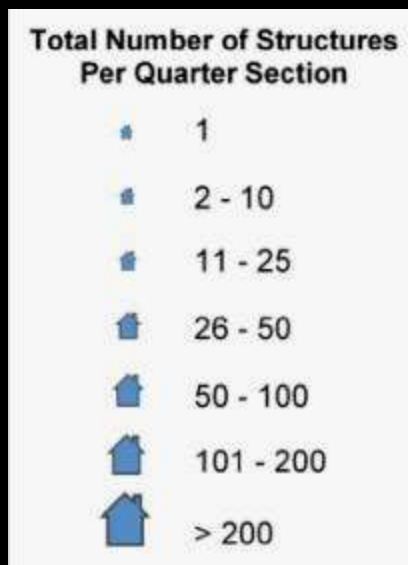 Total Number of Structures
Per Quarter Section
1
2 - 10
11 - 25
26 - 50
50 - 100
101 - 200
> 200